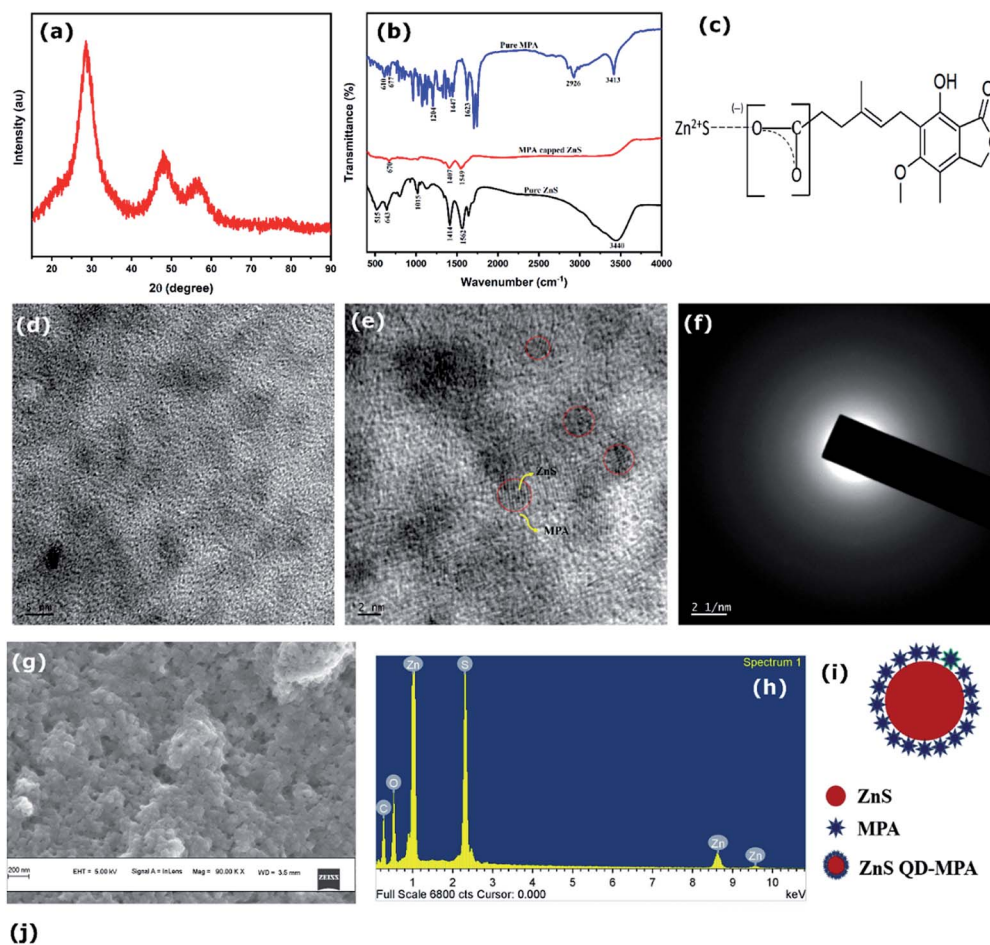 (a)
Intensity (au)
10 20 30 40 50 60 70 80 90
2θ (degree)
(b)
Transmittance (%)
Pure MPA
610
677
1204
1447
1623
2926
3413
MPA capped ZnS
670
1407
1549
Pure ZnS
515
643
1015
1414
1562
3440
500 1000 1500 2000 2500 3000 3500 4000
Wavenumber (cm⁻¹)
(c)
Zn²⁺S
(−)
O
C
O
OH
O
O
O
(d)
5 nm
(e)
ZnS
MPA
2 nm
(f)
2 1/nm
(g)
200 nm
EHT = 5.00 kV Signal A = InLens Mag = 90.00 K X WD = 3.5 mm
ZEISS
(h)
Spectrum 1
C
O
Zn
S
Zn
Zn
1 2 3 4 5 6 7 8 9 10
Full Scale 6800 cts Cursor: 0.000
keV
(i)
ZnS
MPA
ZnS QD-MPA
(j)